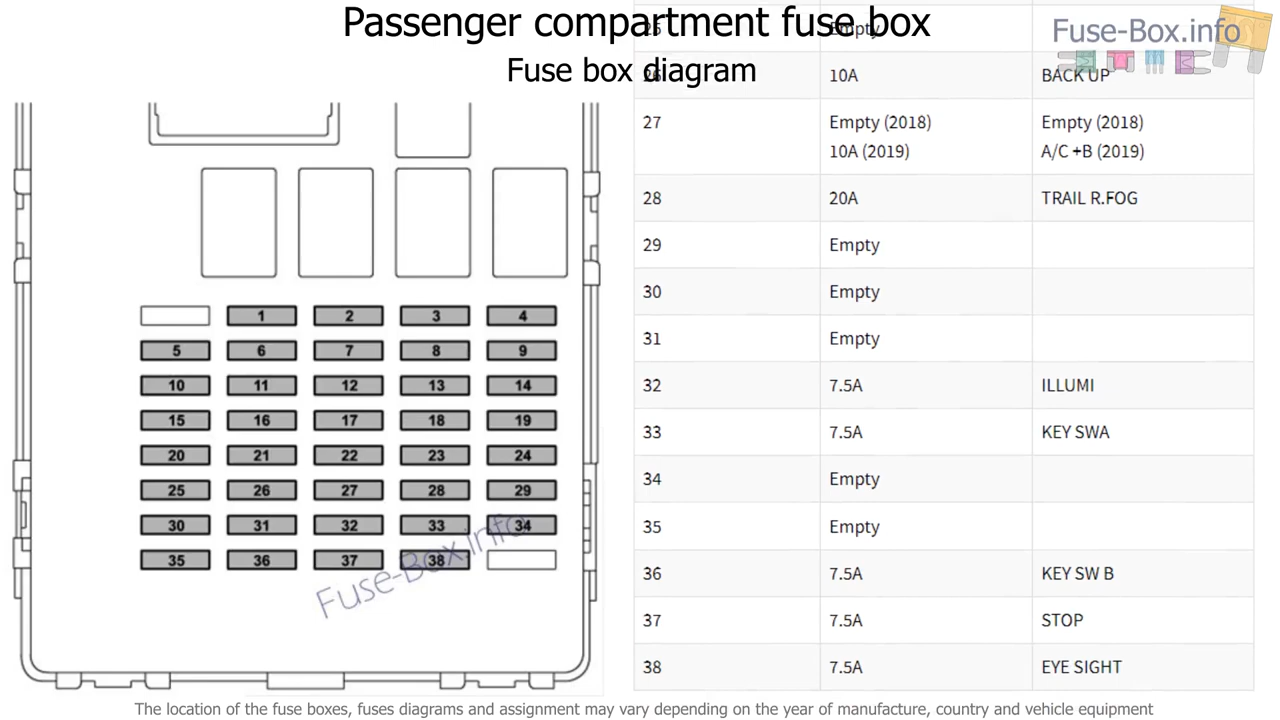 Passenger compartment fuse box
Fuse box diagram
Fuse-Box.info
25 Empty
26 10A BACK UP
27 Empty (2018) Empty (2018)
10A (2019) A/C +B (2019)
28 20A TRAIL R.FOG
29 Empty
30 Empty
31 Empty
32 7.5A ILLUMI
33 7.5A KEY SWA
34 Empty
35 Empty
36 7.5A KEY SW B
37 7.5A STOP
38 7.5A EYE SIGHT
1 2 3 4
5 6 7 8 9
10 11 12 13 14
15 16 17 18 19
20 21 22 23 24
25 26 27 28 29
30 31 32 33 34
35 36 37 38
Fuse-Box.info
The location of the fuse boxes, fuses diagrams and assignment may vary depending on the year of manufacture, country and vehicle equipment